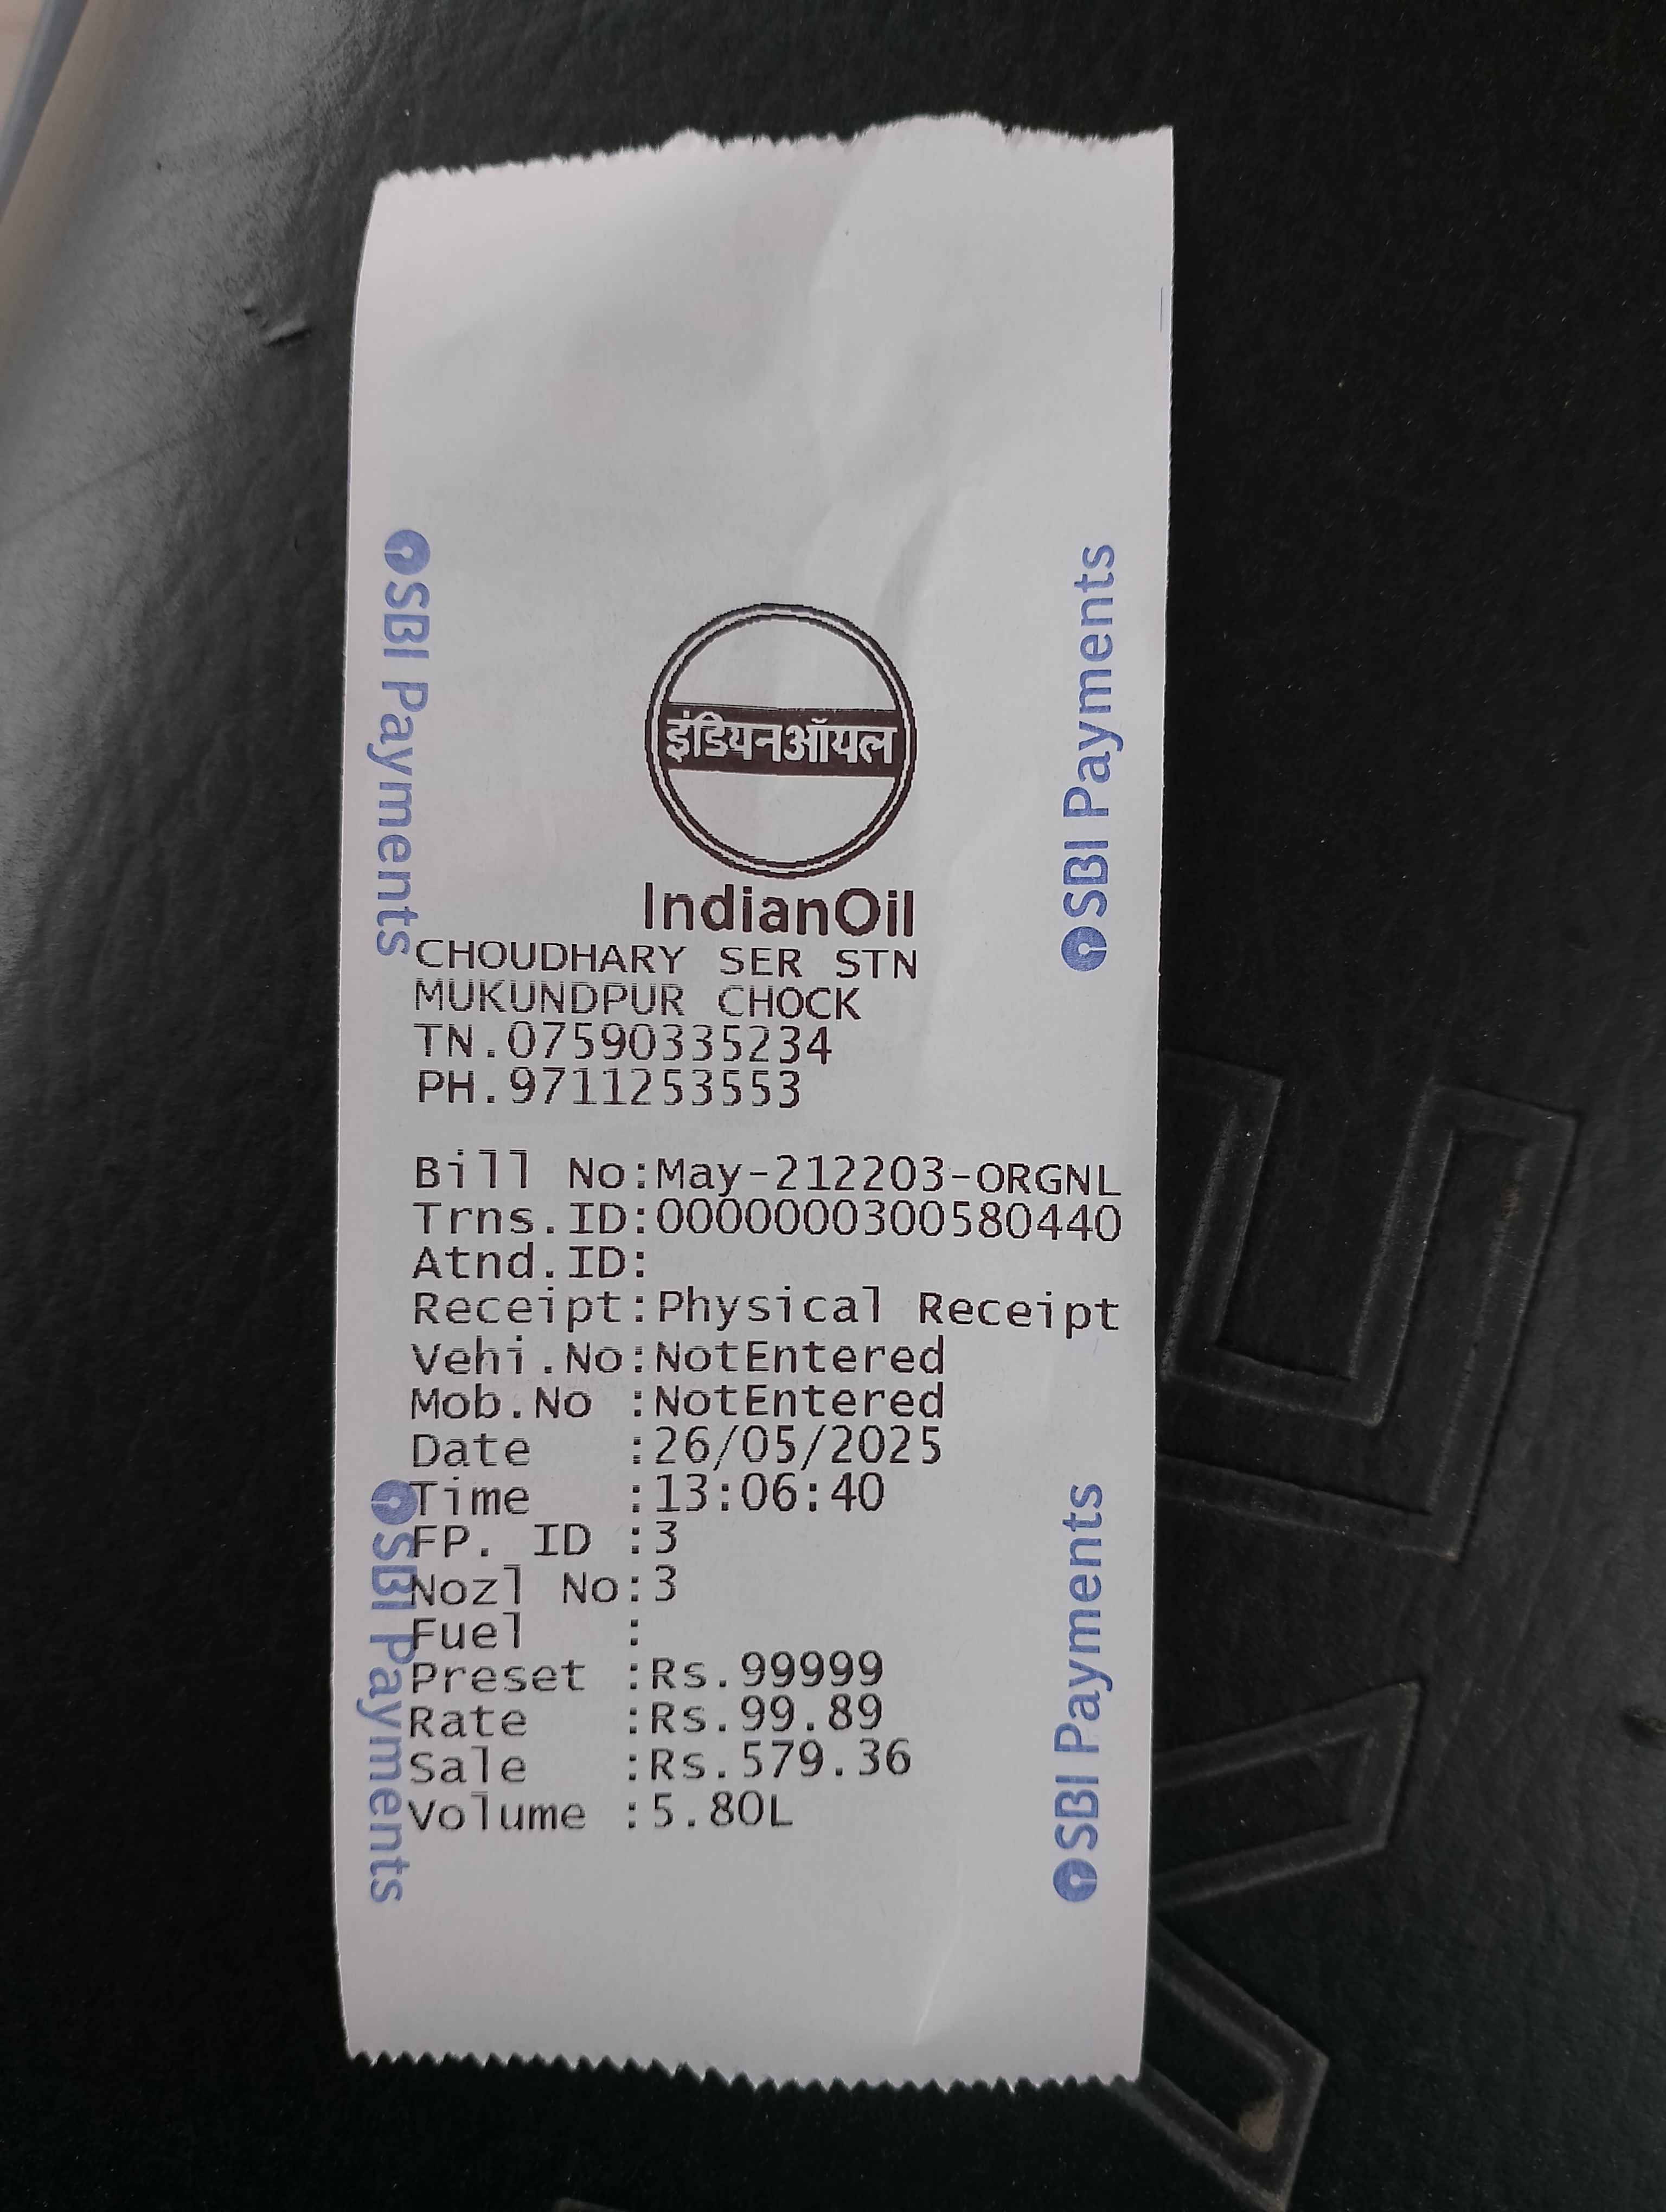 इंडियनऑयल
IndianOil
CHOUDHARY SER STN
MUKUNDPUR CHOCK
TN.07590335234
PH.9711253553
Bill No:May-212203-ORGNL
Trns.ID:0000000300580440
Atnd.ID:
Receipt:Physical Receipt
Vehi.No:NotEntered
Mob.No :NotEntered
Date :26/05/2025
Time :13:06:40
FP. ID :3
Nozl No:3
Fuel :
Preset :Rs.99999
Rate :Rs.99.89
Sale :Rs.579.36
Volume :5.80L
SBI Payments
SBI Payments
SBI Payments
SBI Payments